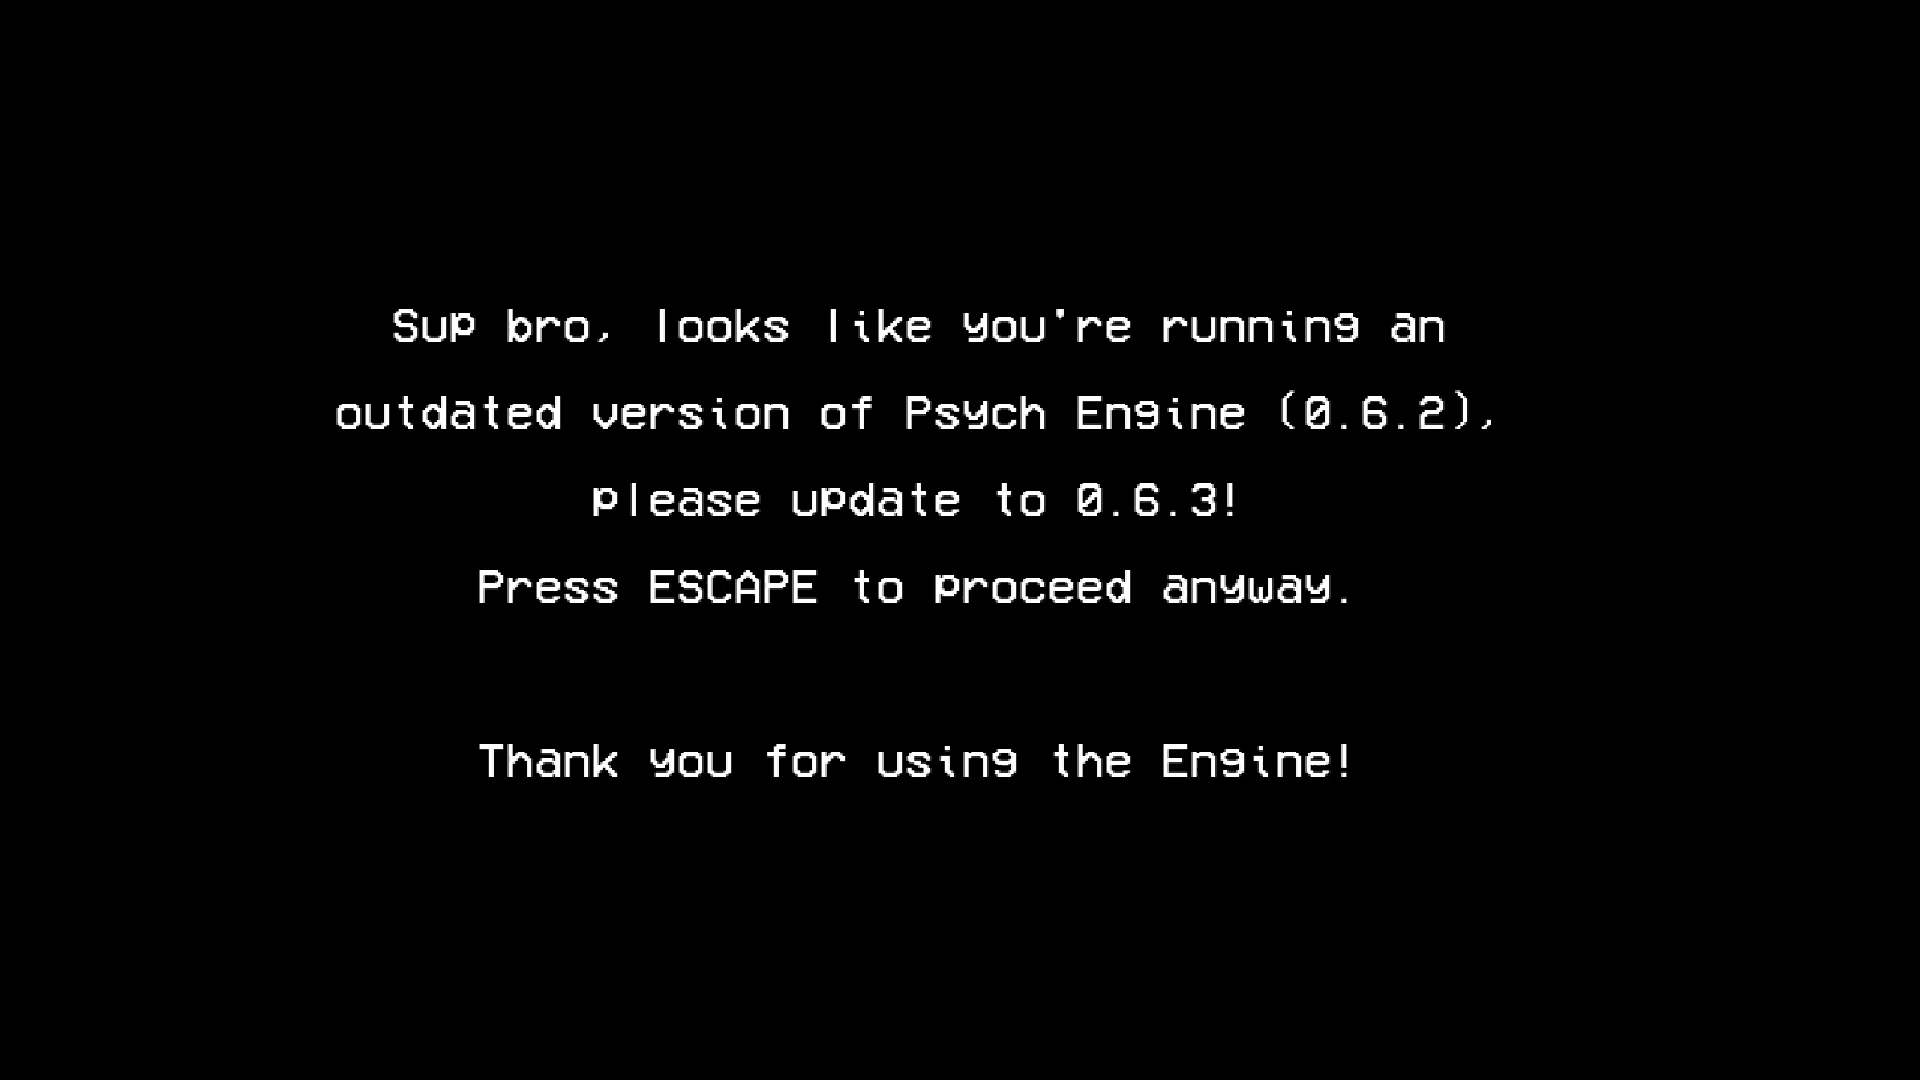 Sup bro, looks like you're running an
outdated version of Psych Engine (0.6.2),
please update to 0.6.3!
Press ESCAPE to proceed anyway.
Thank you for using the Engine!